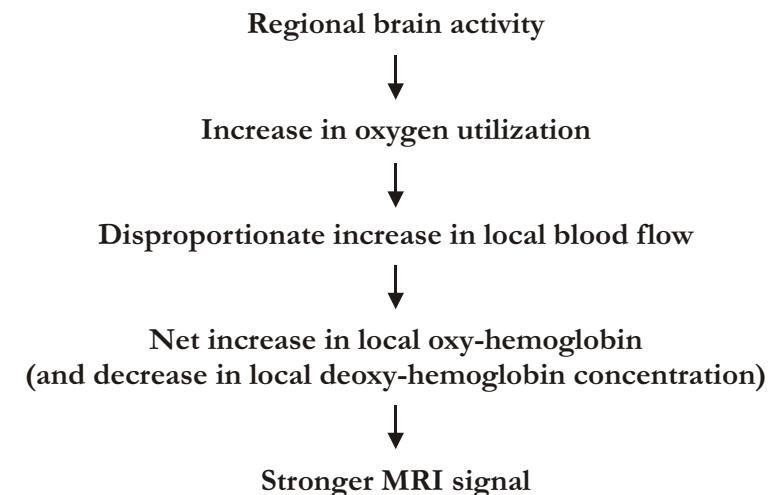 Regional brain activity
Increase in oxygen utilization
Disproportionate increase in local blood flow
Net increase in local oxy-hemoglobin
(and decrease in local deoxy-hemoglobin concentration)
Stronger MRI signal